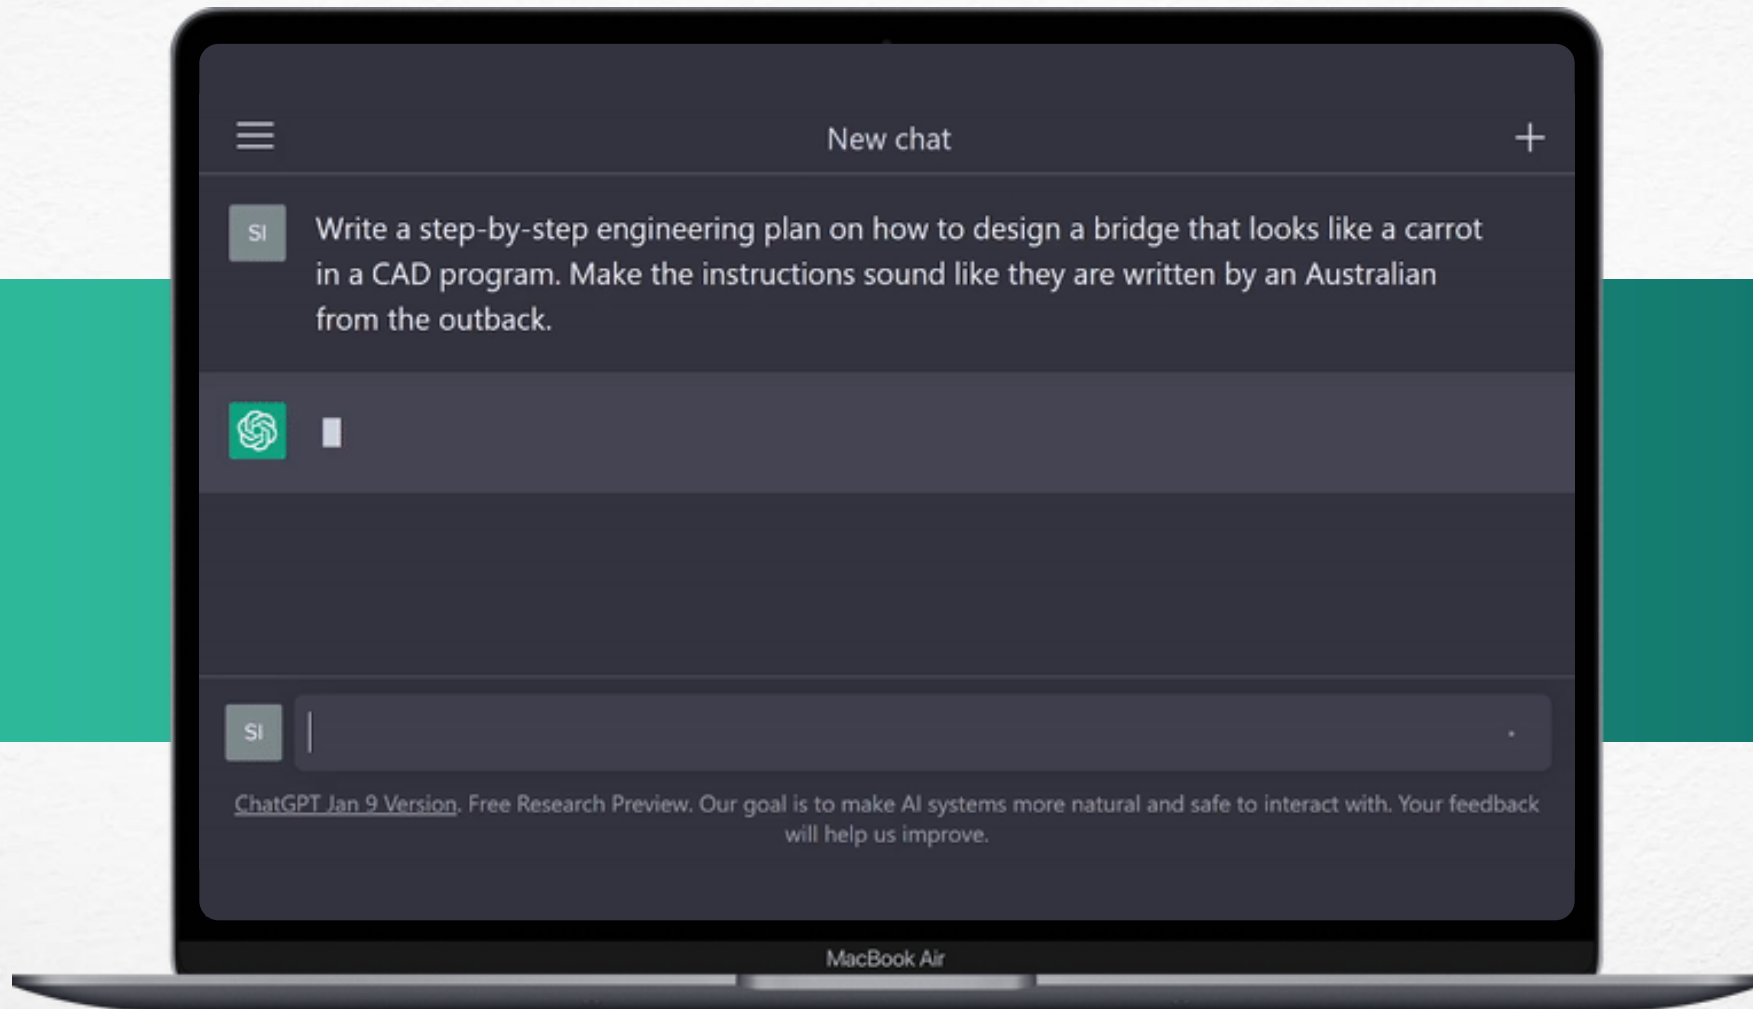 New chat
SI
Write a step-by-step engineering plan on how to design a bridge that looks like a carrot
in a CAD program. Make the instructions sound like they are written by an Australian
from the outback.
SI
ChatGPT Jan 9 Version. Free Research Preview. Our goal is to make AI systems more natural and safe to interact with. Your feedback
will help us improve.
MacBook Air